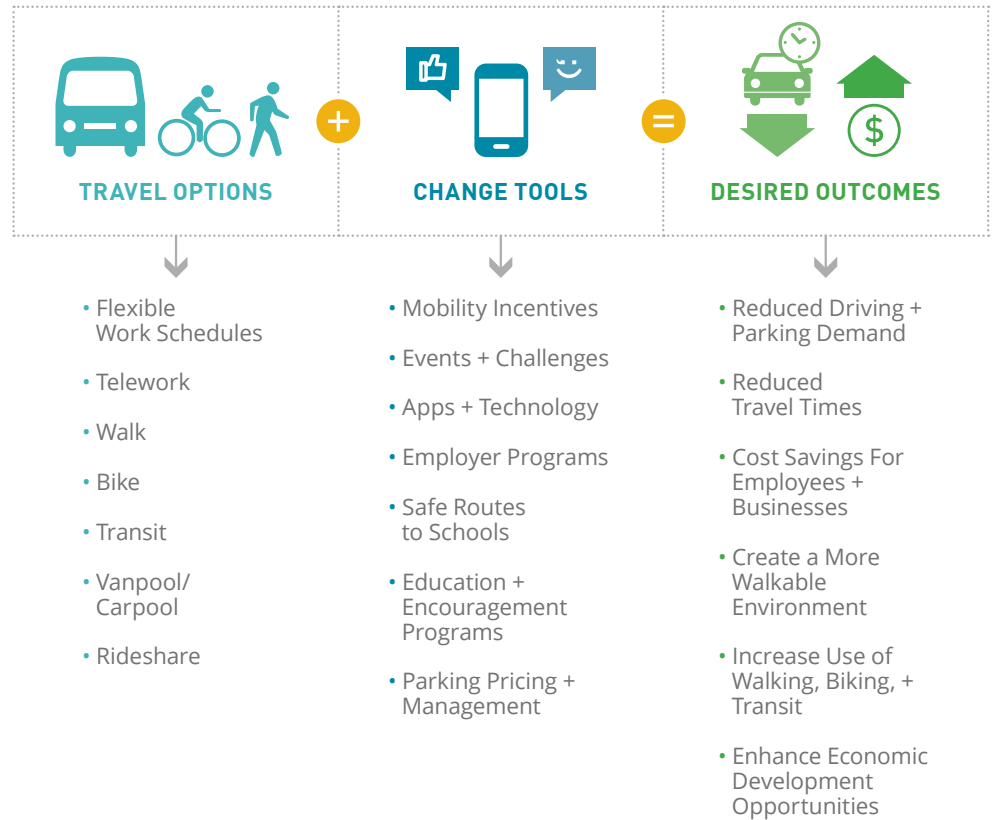 +
=
$
TRAVEL OPTIONS
CHANGE TOOLS
DESIRED OUTCOMES
• Flexible
Work Schedules
• Telework
• Walk
• Bike
• Transit
• Vanpool/
Carpool
• Rideshare
• Mobility Incentives
• Events + Challenges
• Apps + Technology
• Employer Programs
• Safe Routes
to Schools
• Education +
Encouragement
Programs
• Parking Pricing +
Management
• Reduced Driving +
Parking Demand
• Reduced
Travel Times
• Cost Savings For
Employees +
Businesses
• Create a More
Walkable
Environment
• Increase Use of
Walking, Biking, +
Transit
• Enhance Economic
Development
Opportunities